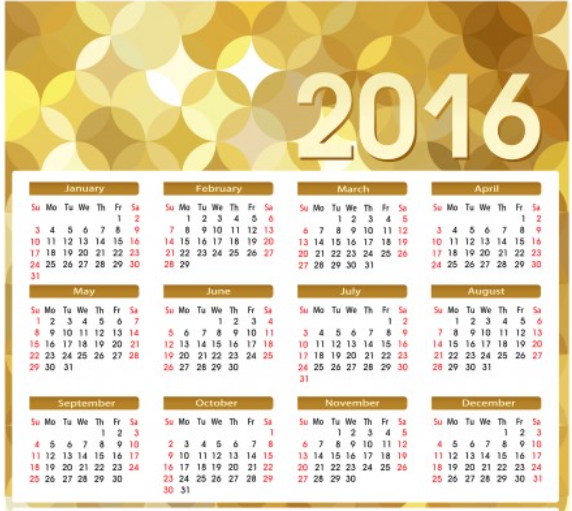 2016
January
Su Mo Tu We Th Fr Sa
1 2
3 4 5 6 7 8 9
10 11 12 13 14 15 16
17 18 19 20 21 22 23
24 25 26 27 28 29 30
31
February
Su Mo Tu We Th Fr Sa
1 2 3 4 5 6
7 8 9 10 11 12 13
14 15 16 17 18 19 20
21 22 23 24 25 26 27
28 29
March
Su Mo Tu We Th Fr Sa
1 2 3 4 5
6 7 8 9 10 11 12
13 14 15 16 17 18 19
20 21 22 23 24 25 26
27 28 29 30 31
April
Su Mo Tu We Th Fr Sa
1 2
3 4 5 6 7 8 9
10 11 12 13 14 15 16
17 18 19 20 21 22 23
24 25 26 27 28 29 30
May
Su Mo Tu We Th Fr Sa
1 2 3 4 5 6 7
8 9 10 11 12 13 14
15 16 17 18 19 20 21
22 23 24 25 26 27 28
29 30 31
June
Su Mo Tu We Th Fr Sa
1 2 3 4
5 6 7 8 9 10 11
12 13 14 15 16 17 18
19 20 21 22 23 24 25
26 27 28 29 30
July
Su Mo Tu We Th Fr Sa
1 2
3 4 5 6 7 8 9
10 11 12 13 14 15 16
17 18 19 20 21 22 23
24 25 26 27 28 29 30
31
August
Su Mo Tu We Th Fr Sa
1 2 3 4 5 6
7 8 9 10 11 12 13
14 15 16 17 18 19 20
21 22 23 24 25 26 27
28 29 30 31
September
Su Mo Tu We Th Fr Sa
1 2 3
4 5 6 7 8 9 10
11 12 13 14 15 16 17
18 19 20 21 22 23 24
25 26 27 28 29 30
October
Su Mo Tu We Th Fr Sa
1
2 3 4 5 6 7 8
9 10 11 12 13 14 15
16 17 18 19 20 21 22
23 24 25 26 27 28 29
30 31
November
Su Mo Tu We Th Fr Sa
1 2 3 4 5
6 7 8 9 10 11 12
13 14 15 16 17 18 19
20 21 22 23 24 25 26
27 28 29 30
December
Su Mo Tu We Th Fr Sa
1 2 3
4 5 6 7 8 9 10
11 12 13 14 15 16 17
18 19 20 21 22 23 24
25 26 27 28 29 30 31